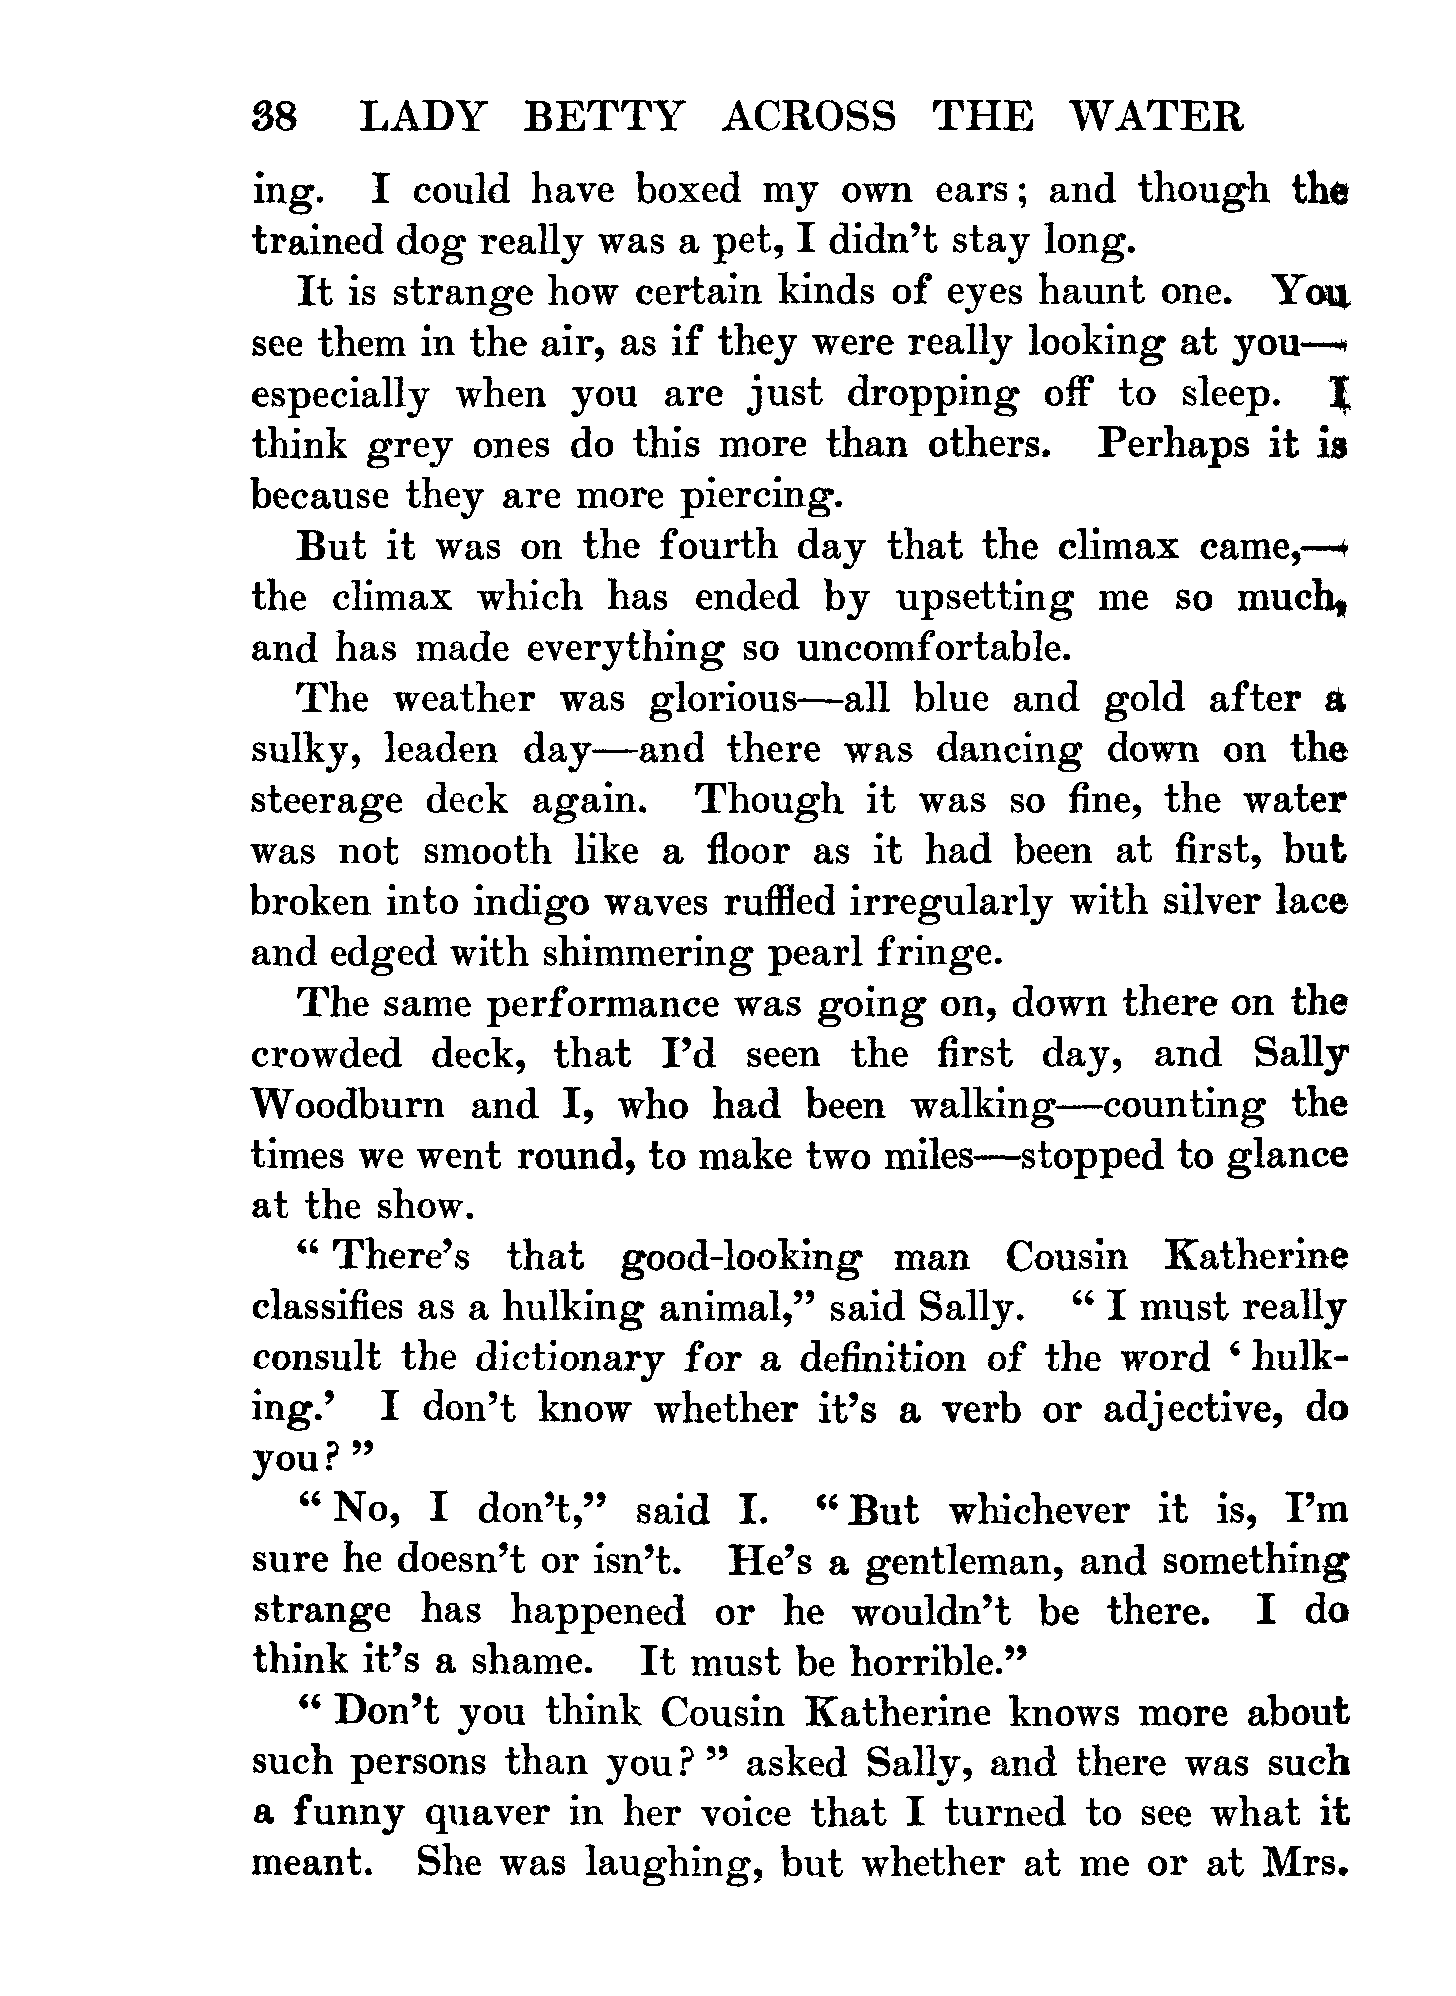 38 LADY BETTY ACROSS THE WATER
ing. I could have boxed my own ears; and though the
trained dog really was a pet, I didn't stay long.
It is strange how certain kinds of eyes haunt one. You
see them in the air, as if they were really looking at you—
especially when you are just dropping off to sleep. I
think grey ones do this more than others. Perhaps it is
because they are more piercing.
But it was on the fourth day that the climax came,—
the climax which has ended by upsetting me so much,
and has made everything so uncomfortable.
The weather was glorious—all blue and gold after a
sulky, leaden day—and there was dancing down on the
steerage deck again. Though it was so fine, the water
was not smooth like a floor as it had been at first, but
broken into indigo waves ruffled irregularly with silver lace
and edged with shimmering pearl fringe.
The same performance was going on, down there on the
crowded deck, that I'd seen the first day, and Sally
Woodburn and I, who had been walking—counting the
times we went round, to make two miles—stopped to glance
at the show.
“There's that good-looking man Cousin Katherine
classifies as a hulking animal,” said Sally. “I must really
consult the dictionary for a definition of the word ‘hulk-
ing.’ I don't know whether it's a verb or adjective, do
you?”
“No, I don't,” said I. “But whichever it is, I'm
sure he doesn't or isn't. He's a gentleman, and something
strange has happened or he wouldn't be there. I do
think it's a shame. It must be horrible.”
“Don't you think Cousin Katherine knows more about
such persons than you?” asked Sally, and there was such
a funny quaver in her voice that I turned to see what it
meant. She was laughing, but whether at me or at Mrs.